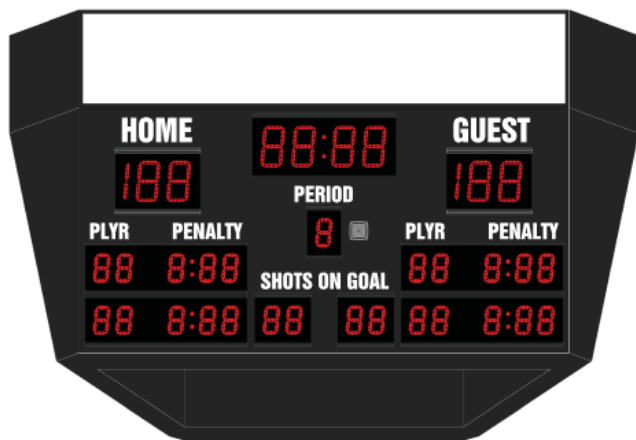 HOME 88:88 GUEST
188 188
PERIOD
8
PLYR PENALTY PLYR PENALTY
88 8:88 88 8:88
SHOTS ON GOAL
88 8:88 88 88 88 8:88